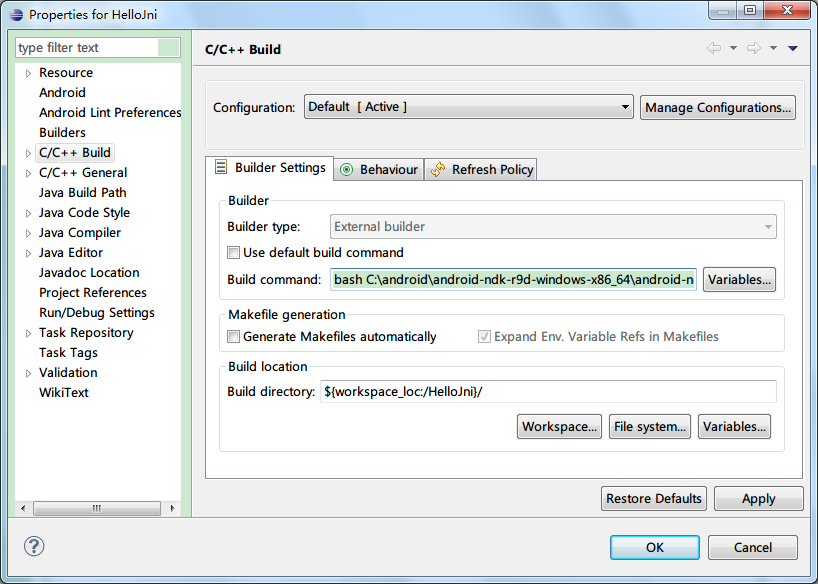 Properties for HelloJni
type filter text
Resource
Android
Android Lint Preferences
Builders
C/C++ Build
C/C++ General
Java Build Path
Java Code Style
Java Compiler
Java Editor
Javadoc Location
Project References
Run/Debug Settings
Task Repository
Task Tags
Validation
WikiText
C/C++ Build
Configuration: Default [ Active ] Manage Configurations...
Builder Settings Behaviour Refresh Policy
Builder
Builder type: External builder
Use default build command
Build command: bash C:\android\android-ndk-r9d-windows-x86_64\android-n Variables...
Makefile generation
Generate Makefiles automatically Expand Env. Variable Refs in Makefiles
Build location
Build directory: ${workspace_loc:/HelloJni}/
Workspace... File system... Variables...
Restore Defaults Apply
? OK Cancel